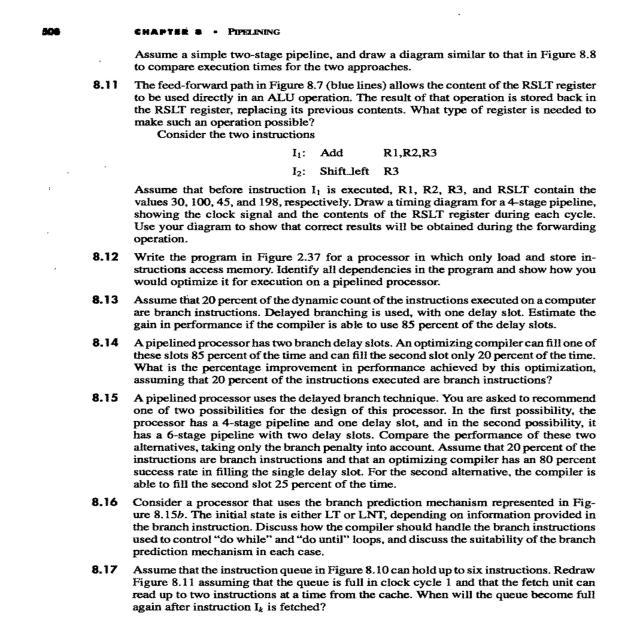 508 CHAPTER 8 • PIPELINING
Assume a simple two-stage pipeline, and draw a diagram similar to that in Figure 8.8
to compare execution times for the two approaches.
8.11 The feed-forward path in Figure 8.7 (blue lines) allows the content of the RSLT register
to be used directly in an ALU operation. The result of that operation is stored back in
the RSLT register, replacing its previous contents. What type of register is needed to
make such an operation possible?
Consider the two instructions
I₁: Add R1,R2,R3
I₂: Shift_left R3
Assume that before instruction I₁ is executed, R1, R2, R3, and RSLT contain the
values 30, 100, 45, and 198, respectively. Draw a timing diagram for a 4-stage pipeline,
showing the clock signal and the contents of the RSLT register during each cycle.
Use your diagram to show that correct results will be obtained during the forwarding
operation.
8.12 Write the program in Figure 2.37 for a processor in which only load and store in-
structions access memory. Identify all dependencies in the program and show how you
would optimize it for execution on a pipelined processor.
8.13 Assume that 20 percent of the dynamic count of the instructions executed on a computer
are branch instructions. Delayed branching is used, with one delay slot. Estimate the
gain in performance if the compiler is able to use 85 percent of the delay slots.
8.14 A pipelined processor has two branch delay slots. An optimizing compiler can fill one of
these slots 85 percent of the time and can fill the second slot only 20 percent of the time.
What is the percentage improvement in performance achieved by this optimization,
assuming that 20 percent of the instructions executed are branch instructions?
8.15 A pipelined processor uses the delayed branch technique. You are asked to recommend
one of two possibilities for the design of this processor. In the first possibility, the
processor has a 4-stage pipeline and one delay slot, and in the second possibility, it
has a 6-stage pipeline with two delay slots. Compare the performance of these two
alternatives, taking only the branch penalty into account. Assume that 20 percent of the
instructions are branch instructions and that an optimizing compiler has an 80 percent
success rate in filling the single delay slot. For the second alternative, the compiler is
able to fill the second slot 25 percent of the time.
8.16 Consider a processor that uses the branch prediction mechanism represented in Fig-
ure 8.15b. The initial state is either LT or LNT, depending on information provided in
the branch instruction. Discuss how the compiler should handle the branch instructions
used to control "do while" and "do until" loops, and discuss the suitability of the branch
prediction mechanism in each case.
8.17 Assume that the instruction queue in Figure 8.10 can hold up to six instructions. Redraw
Figure 8.11 assuming that the queue is full in clock cycle 1 and that the fetch unit can
read up to two instructions at a time from the cache. When will the queue become full
again after instruction Iₖ is fetched?